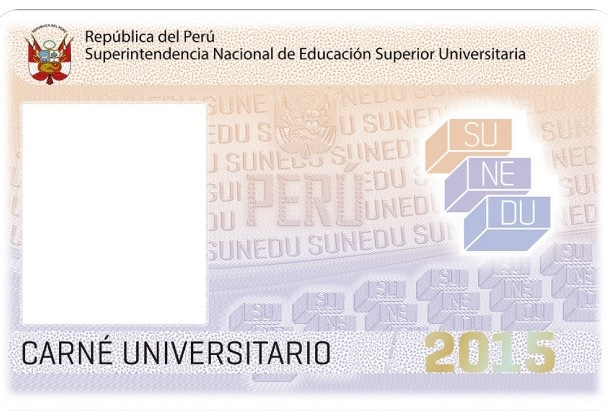 República del Perú
Superintendencia Nacional de Educación Superior Universitaria
SUNEDU SUNEDU
SU
NE
DU
PERÚ
SUNEDU SUNEDU SUNEDU
CARNÉ UNIVERSITARIO
2015